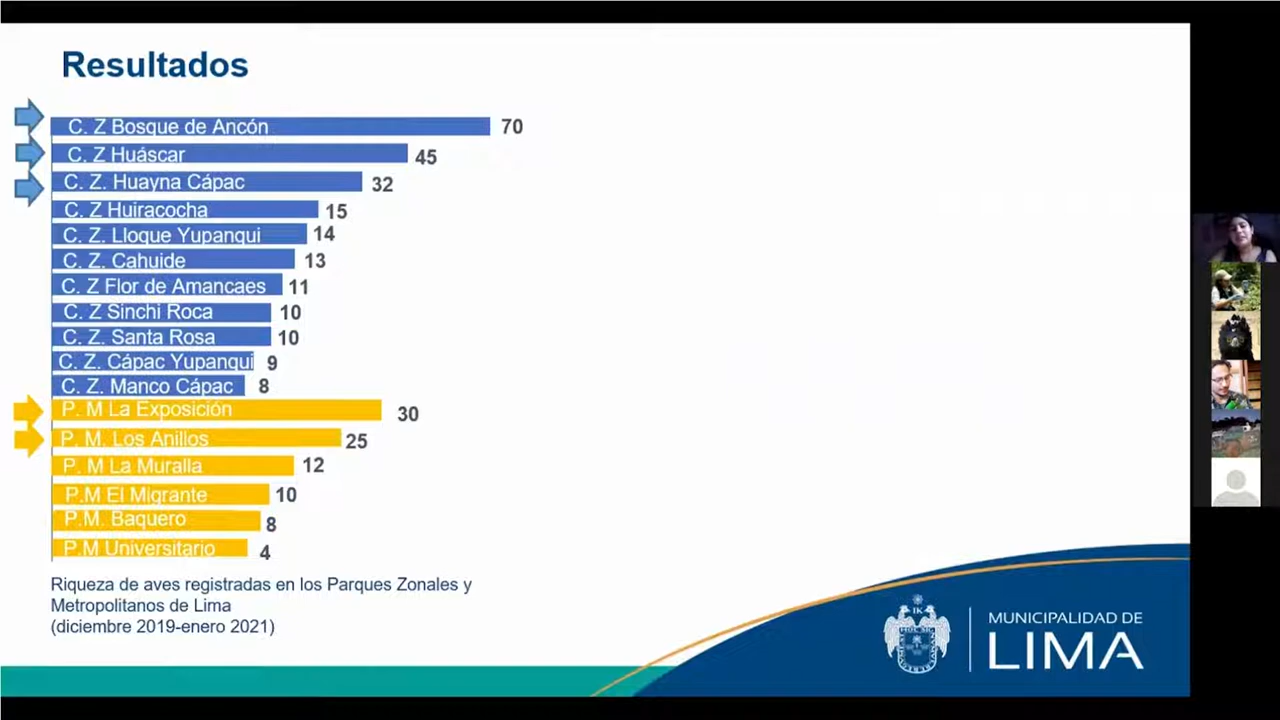 Resultados
C. Z Bosque de Ancón 70
C. Z Huáscar 45
C. Z. Huayna Cápac 32
C. Z Huiracocha 15
C. Z. Lloque Yupanqui 14
C. Z. Cahuide 13
C. Z Flor de Amancaes 11
C. Z Sinchi Roca 10
C. Z. Santa Rosa 10
C. Z. Cápac Yupanqui 9
C. Z. Manco Cápac 8
P. M La Exposición 30
P. M. Los Anillos 25
P. M La Muralla 12
P.M El Migrante 10
P.M. Baquero 8
P.M Universitario 4
Riqueza de aves registradas en los Parques Zonales y
Metropolitanos de Lima
(diciembre 2019-enero 2021)
IK
MUNICIPALIDAD DE
LIMA